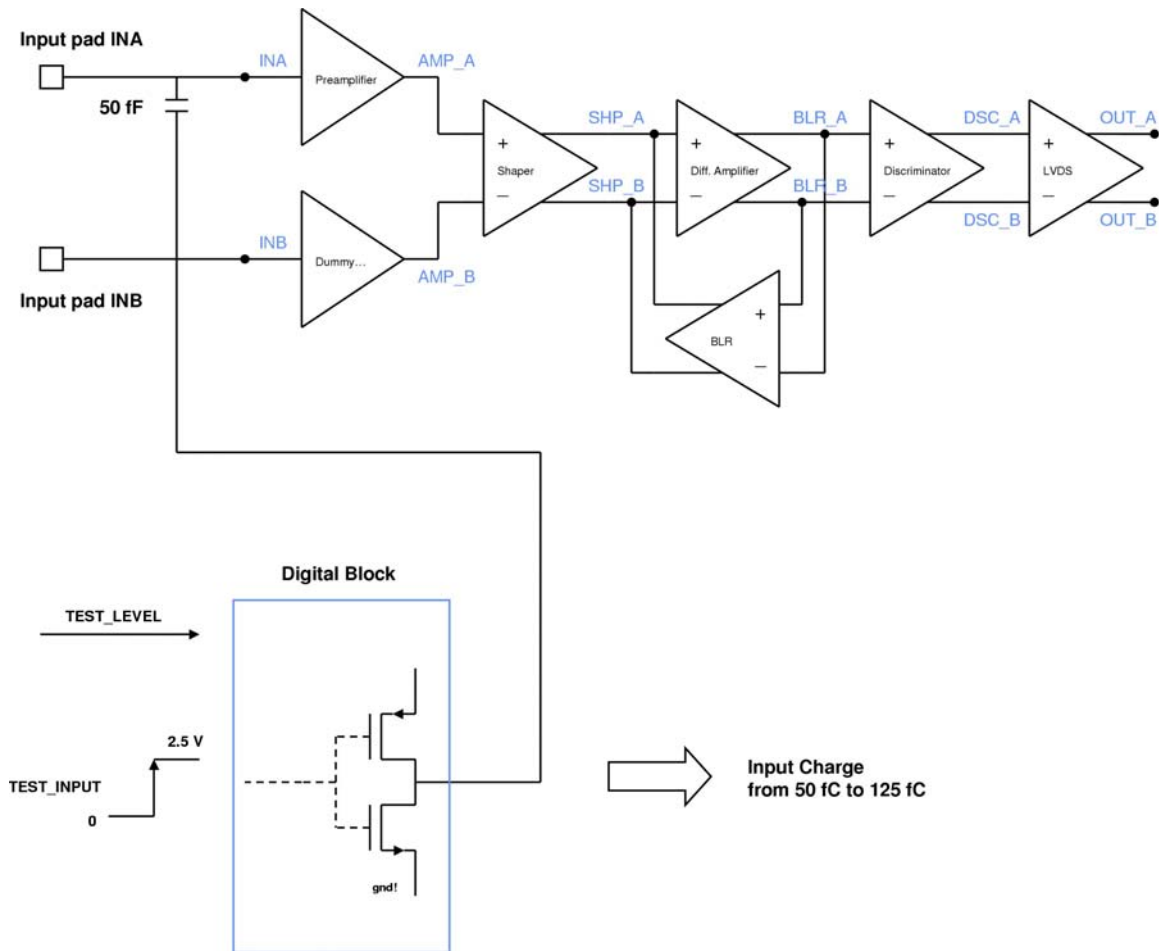 Input pad INA
INA
AMP_A
Preamplifier
50 fF
SHP_A
BLR_A
DSC_A
OUT_A
+
+
+
+
Shaper
Diff. Amplifier
Discriminator
LVDS
−
−
−
−
SHP_B
BLR_B
DSC_B
OUT_B
INB
Dummy...
AMP_B
Input pad INB
+
BLR
−
Digital Block
TEST_LEVEL
2.5 V
TEST_INPUT
0
gnd!
Input Charge
from 50 fC to 125 fC